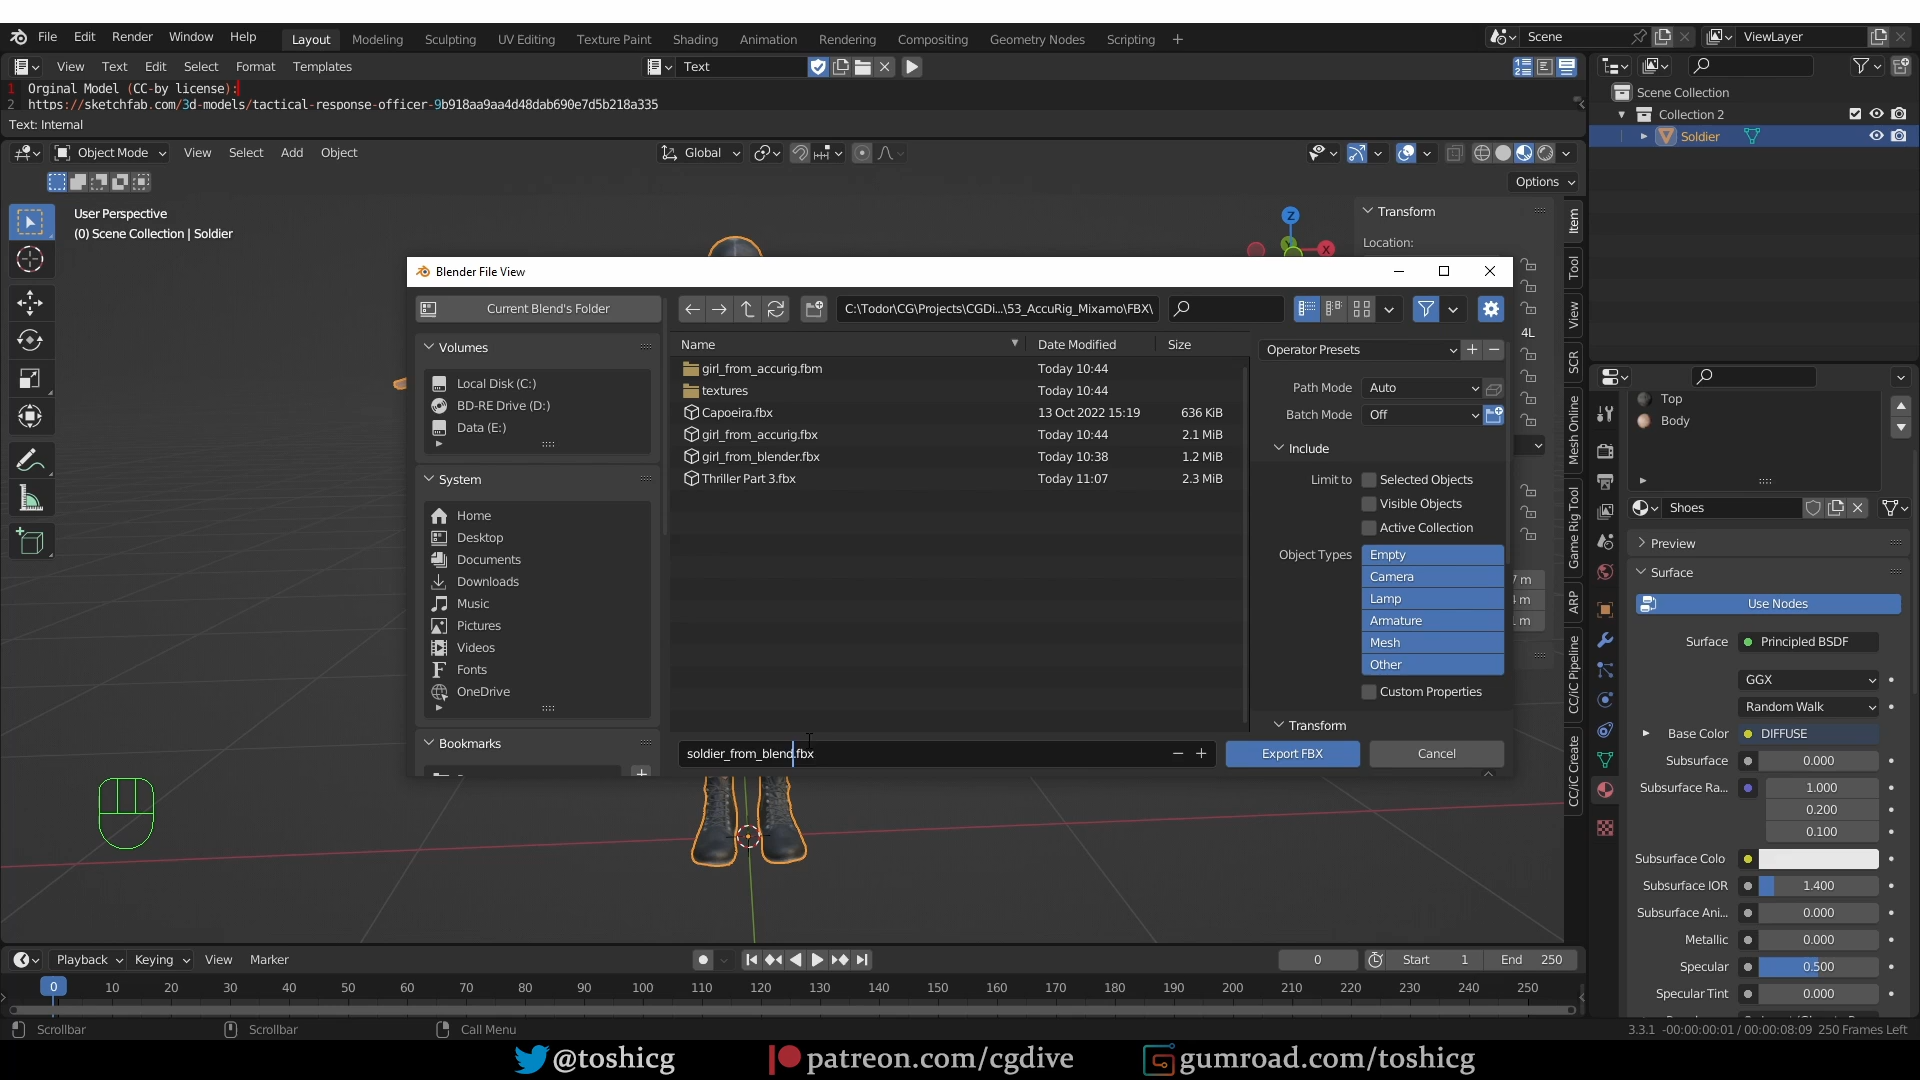 File Edit Render Window Help Layout Modeling Sculpting UV Editing Texture Paint Shading Animation Rendering Compositing Geometry Nodes Scripting + Scene ViewLayer
View Text Edit Select Format Templates Text
1 Orginal Model (CC-by license):
2 https://sketchfab.com/3d-models/tactical-response-officer-9b918aa9aa4d48dab690e7d5b218a335
Text: Internal
Scene Collection
Collection 2
Soldier
Object Mode View Select Add Object Global
Options
User Perspective
(0) Scene Collection | Soldier
Z
X
Transform
Location:
4L
7 m
m
m
Item
Tool
View
SCR
Mesh Online
Game Rig Tool
ARP
CC/iC Pipeline
CC/iC Create
Blender File View
Current Blend's Folder
C:\Todor\CG\Projects\CGDi...\53_AccuRig_Mixamo\FBX\
Volumes
Local Disk (C:)
BD-RE Drive (D:)
Data (E:)
System
Home
Desktop
Documents
Downloads
Music
Pictures
Videos
Fonts
OneDrive
Bookmarks
Name Date Modified Size
girl_from_accurig.fbm Today 10:44
textures Today 10:44
Capoeira.fbx 13 Oct 2022 15:19 636 KiB
girl_from_accurig.fbx Today 10:44 2.1 MiB
girl_from_blender.fbx Today 10:38 1.2 MiB
Thriller Part 3.fbx Today 11:07 2.3 MiB
Operator Presets
Path Mode Auto
Batch Mode Off
Include
Limit to Selected Objects
Visible Objects
Active Collection
Object Types Empty
Camera
Lamp
Armature
Mesh
Other
Custom Properties
Transform
soldier_from_blend.fbx
Export FBX Cancel
Top
Body
Shoes
Preview
Surface
Use Nodes
Surface Principled BSDF
GGX
Random Walk
Base Color DIFFUSE
Subsurface 0.000
Subsurface Ra... 1.000
0.200
0.100
Subsurface Colo
Subsurface IOR 1.400
Subsurface Ani... 0.000
Metallic 0.000
Specular 0.500
Specular Tint 0.000
Playback Keying View Marker 0 Start 1 End 250
0 10 20 30 40 50 60 70 80 90 100 110 120 130 140 150 160 170 180 190 200 210 220 230 240 250
Scrollbar Scrollbar Call Menu 3.3.1 -00:00:00:01 / 00:00:08:09 250 Frames Left
@toshicg patreon.com/cgdive gumroad.com/toshicg